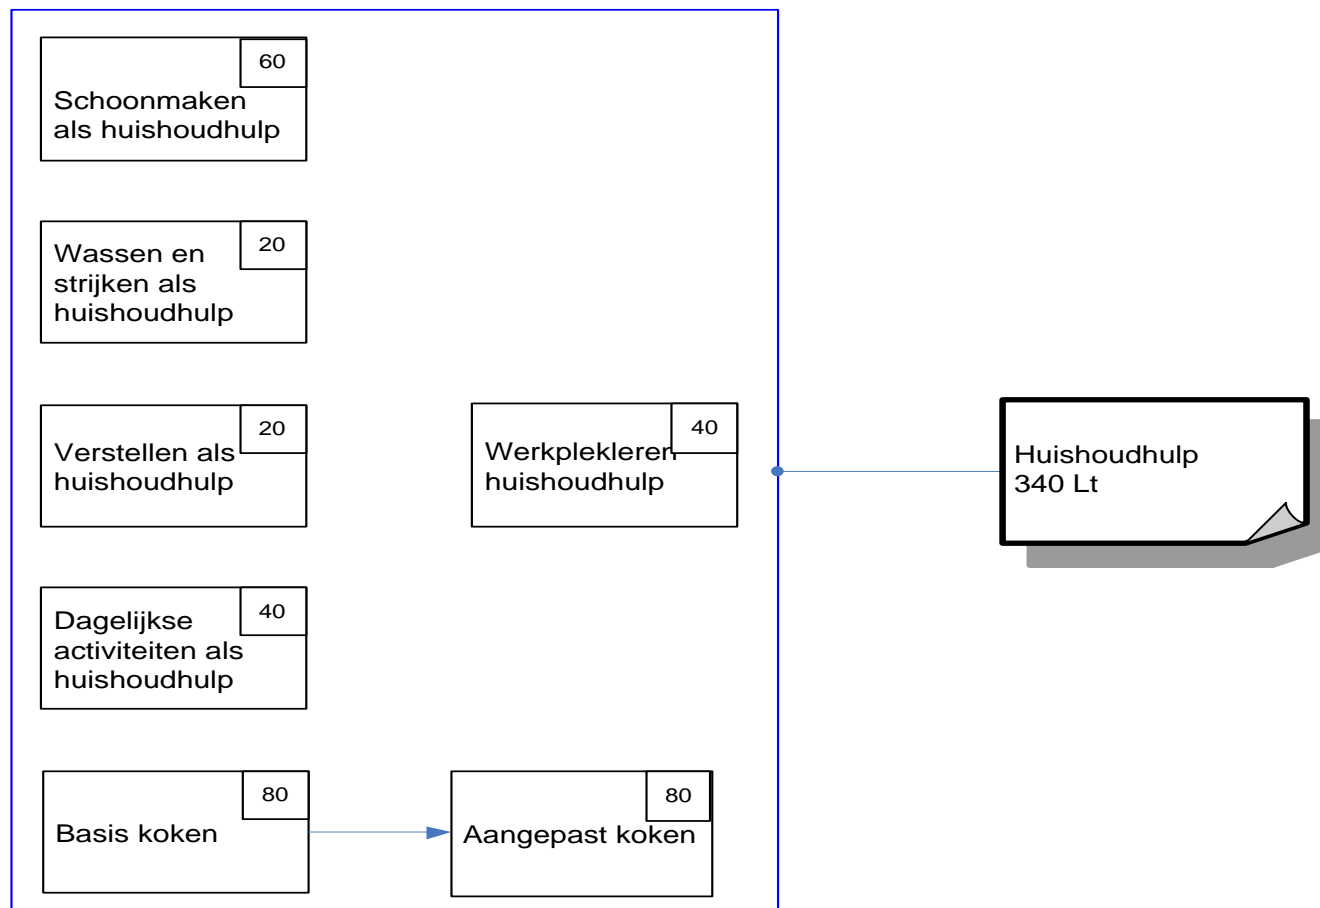 60
Schoonmaken
als huishoudhulp
20
Wassen en
strijken als
huishoudhulp
20
Verstellen als
huishoudhulp
40
Werkplekleren
huishoudhulp
Huishoudhulp
340 Lt
40
Dagelijkse
activiteiten als
huishoudhulp
80
Basis koken
80
Aangepast koken